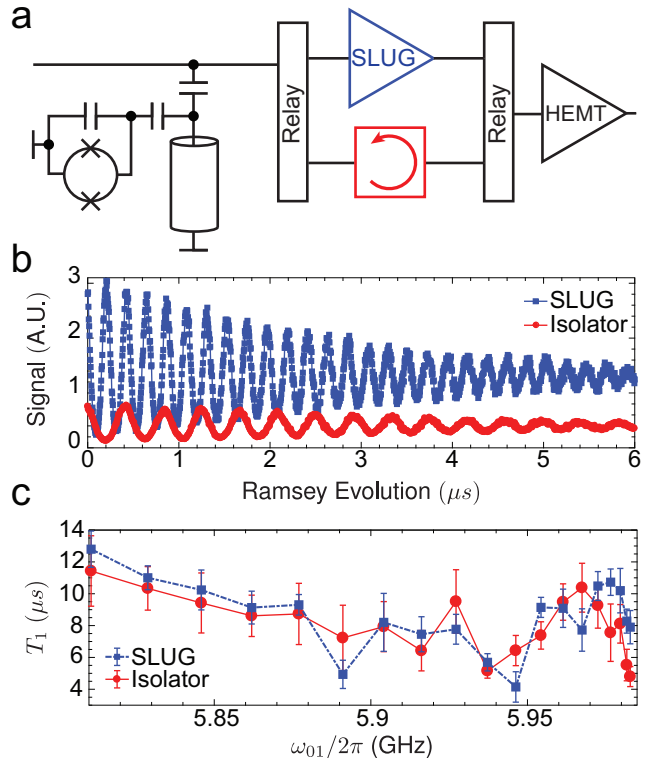 a
SLUG
Relay
Relay
HEMT
b
3
2
1
0
Signal (A.U.)
SLUG
Isolator
0 1 2 3 4 5 6
Ramsey Evolution (μs)
c
14
12
10
8
6
4
T₁ (μs)
SLUG
Isolator
5.85 5.9 5.95
ω₀₁/2π (GHz)